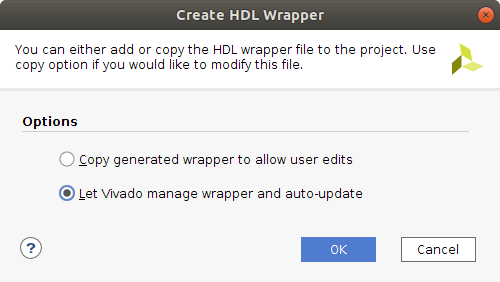 Create HDL Wrapper
You can either add or copy the HDL wrapper file to the project. Use
copy option if you would like to modify this file.
Options
Copy generated wrapper to allow user edits
Let Vivado manage wrapper and auto-update
?
OK
Cancel